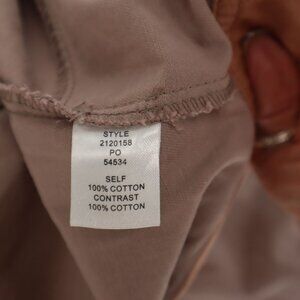 STYLE
2120158
PO
54534
SELF
100% COTTON
CONTRAST
100% COTTON